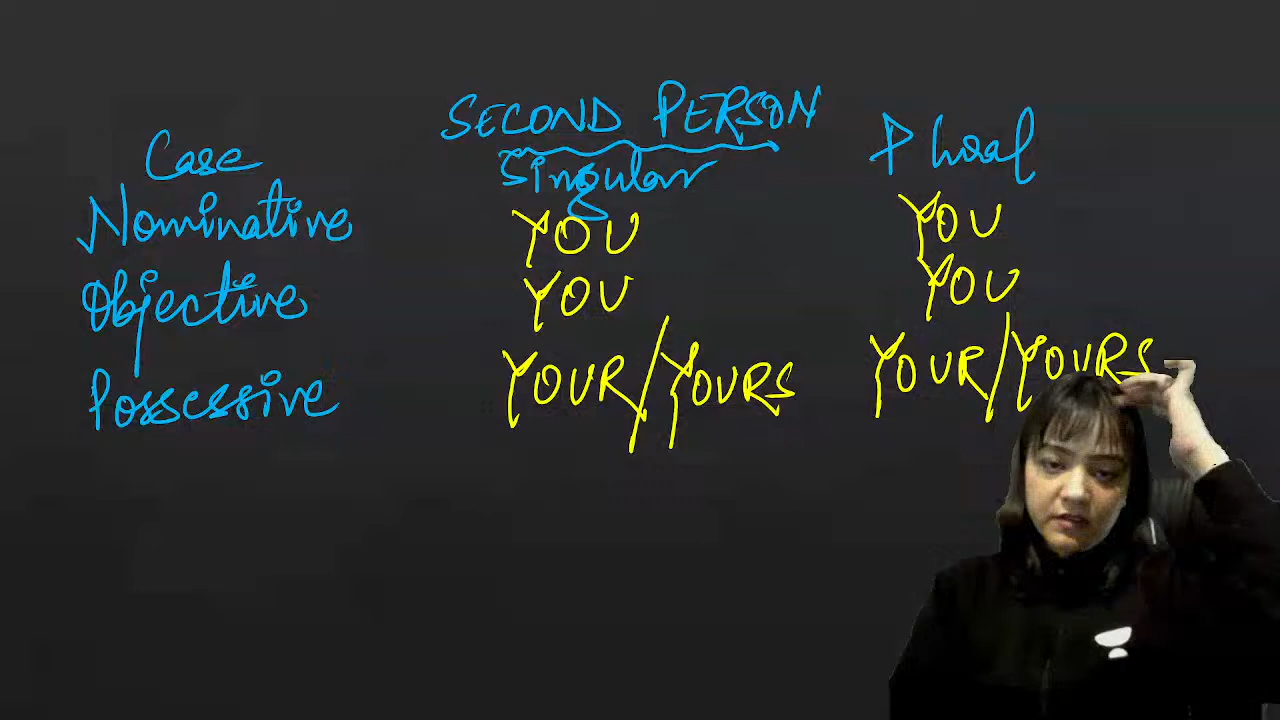 SECOND PERSON
Case Singular Plural
Nominative YOU YOU
Objective YOU YOU
Possessive YOUR/YOURS YOUR/YOURS